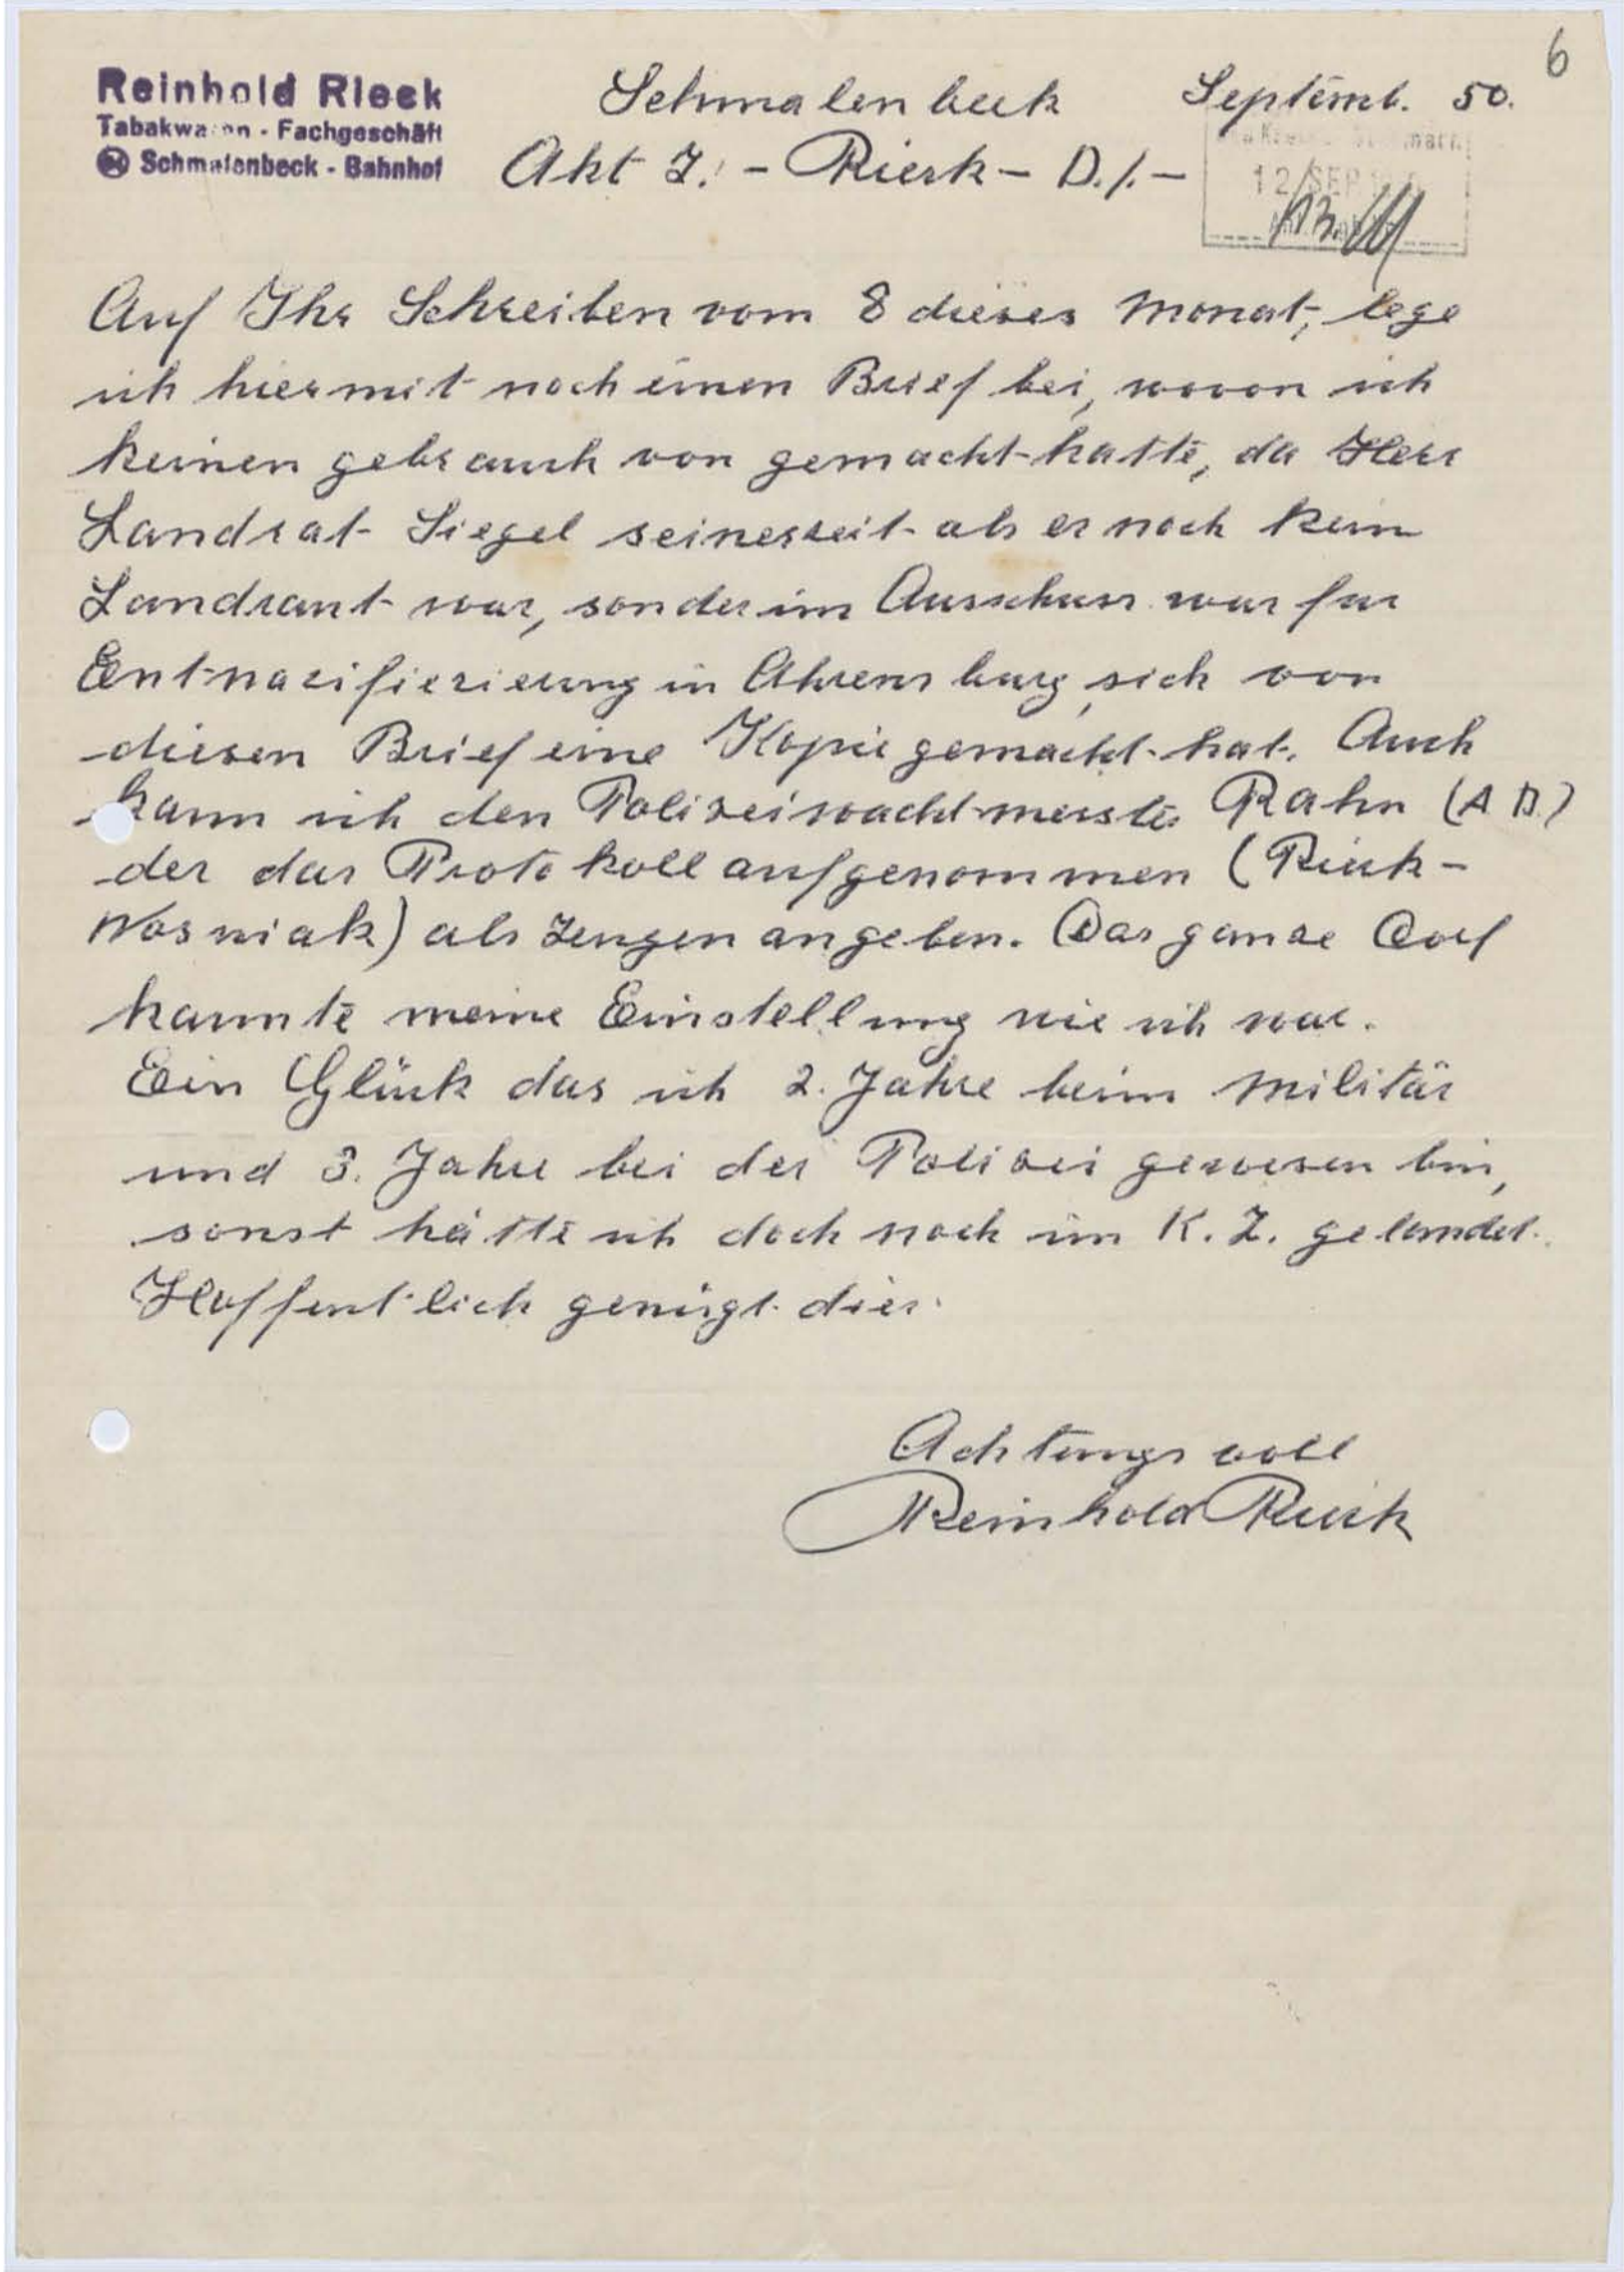 6
Reinhold Rieck
Tabakwaren - Fachgeschäft
Schmalenbeck - Bahnhof
Schmalenbeck Septemb. 50.
Akt Z. - Rieck - D./. -
12 SEP
Auf Ihr Schreiben vom 8 dieses Monat, lege
ich hiermit noch einen Brief bei, wovon ich
keinen gebrauch von gemacht hatte, da Herr
Landrat Siegel seinerzeit als er noch kein
Landraut war, sonder im Ausschuss war fur
Entnazifizierung in Ahrensburg, sich von
diesen Brief eine Kopie gemacht hat. Auch
kann ich den Polizeiwachtmeister Rahn (A D.)
der das Protokoll aufgenommen (Rieck -
Wosniak) als Zeugen angeben. Das ganze Dorf
kannte meine Einstellung wie ich war.
Ein Glück das ich 2. Jahre beim Militär
und 3. Jahre bei der Polizei gewesen bin,
sonst hätte ich doch noch im K. Z. gelandet.
Hoffentlich genügt dies.
Achtungsvoll
Reinhold Rieck